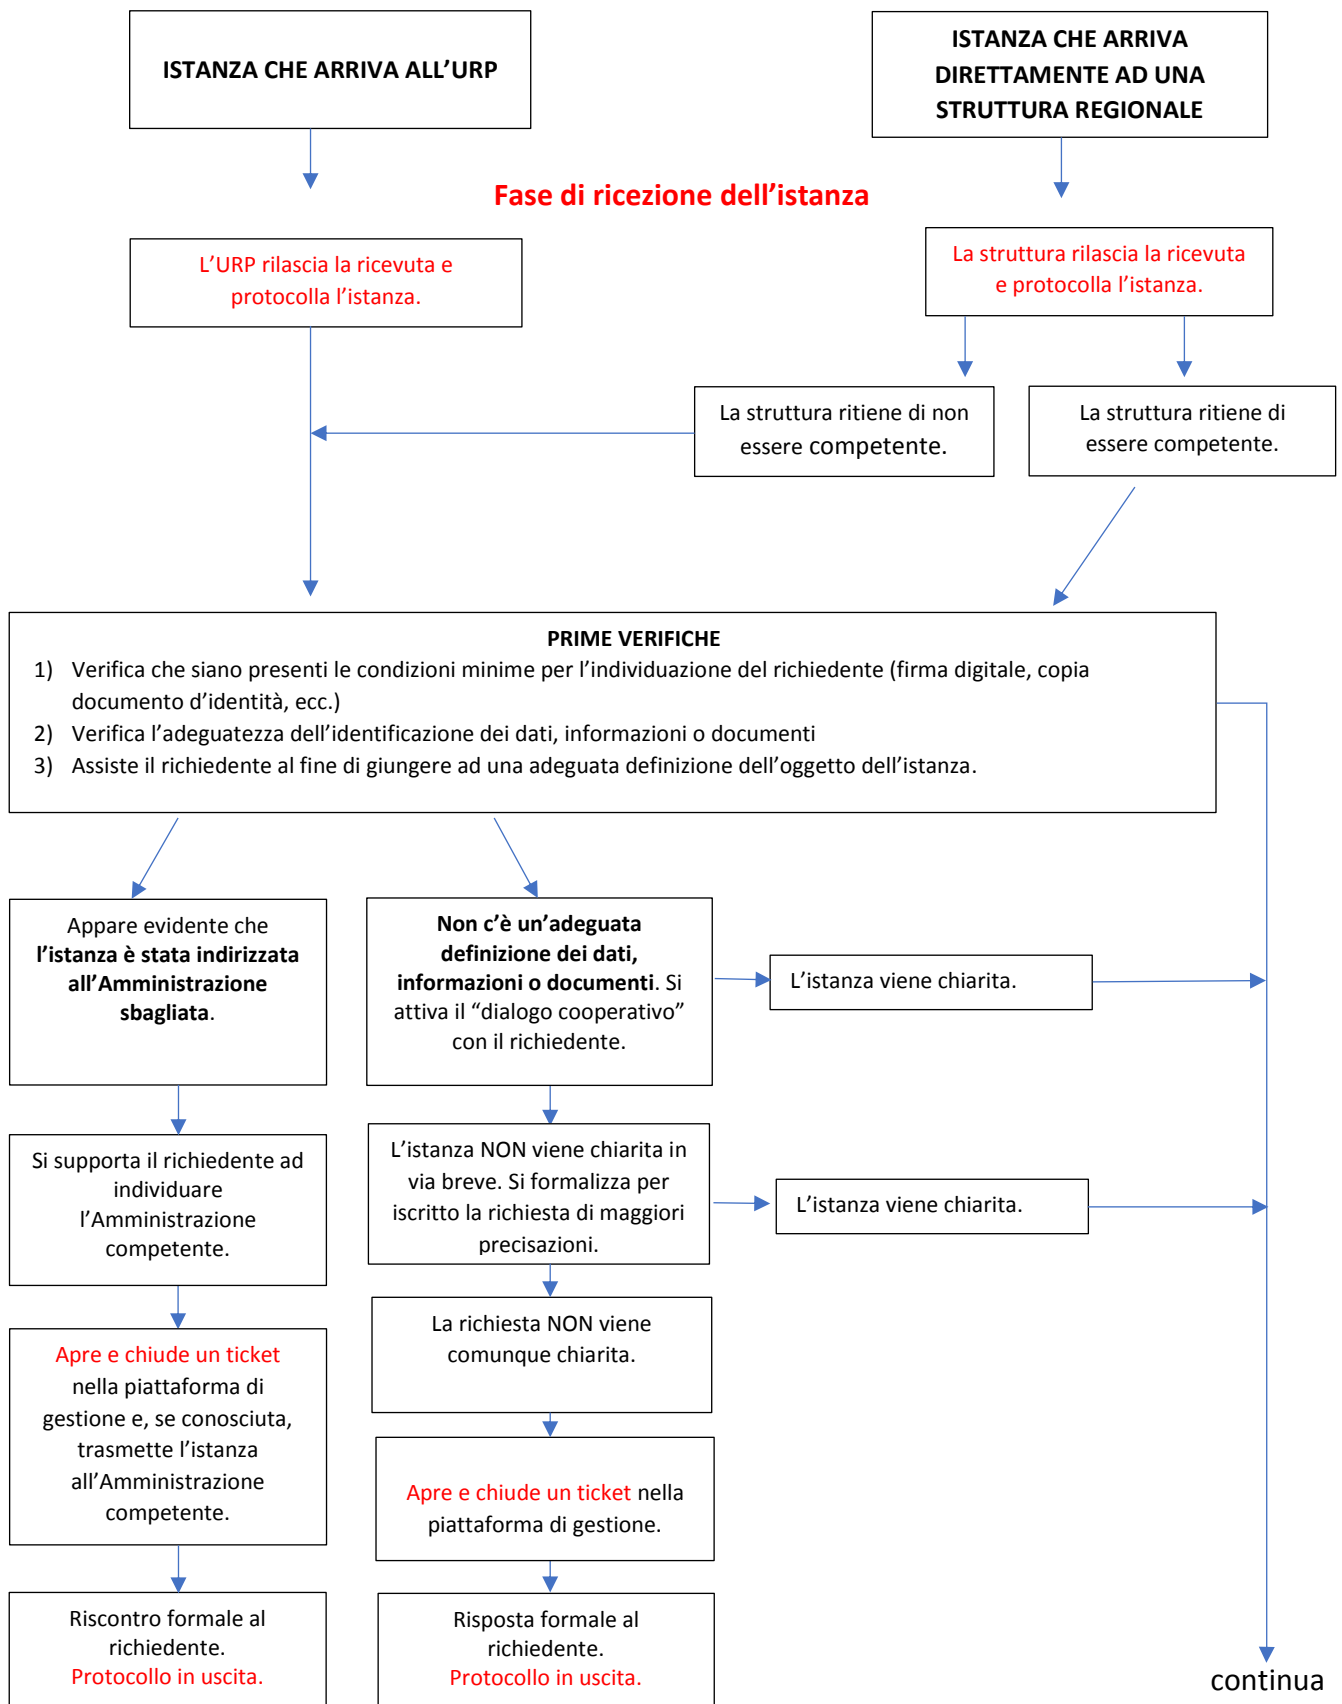 ISTANZA CHE ARRIVA ALL’URP
ISTANZA CHE ARRIVA
DIRETTAMENTE AD UNA
STRUTTURA REGIONALE
Fase di ricezione dell’istanza
L’URP rilascia la ricevuta e
protocolla l’istanza.
La struttura rilascia la ricevuta
e protocolla l’istanza.
La struttura ritiene di non
essere competente.
La struttura ritiene di
essere competente.
PRIME VERIFICHE
1) Verifica che siano presenti le condizioni minime per l’individuazione del richiedente (firma digitale, copia
documento d’identità, ecc.)
2) Verifica l’adeguatezza dell’identificazione dei dati, informazioni o documenti
3) Assiste il richiedente al fine di giungere ad una adeguata definizione dell’oggetto dell’istanza.
Appare evidente che
l’istanza è stata indirizzata
all’Amministrazione
sbagliata.
Non c’è un’adeguata
definizione dei dati,
informazioni o documenti. Si
attiva il “dialogo cooperativo”
con il richiedente.
L’istanza viene chiarita.
Si supporta il richiedente ad
individuare
l’Amministrazione
competente.
L’istanza NON viene chiarita in
via breve. Si formalizza per
iscritto la richiesta di maggiori
precisazioni.
L’istanza viene chiarita.
La richiesta NON viene
comunque chiarita.
Apre e chiude un ticket
nella piattaforma di
gestione e, se conosciuta,
trasmette l’istanza
all’Amministrazione
competente.
Apre e chiude un ticket nella
piattaforma di gestione.
Riscontro formale al
richiedente.
Protocollo in uscita.
Risposta formale al
richiedente.
Protocollo in uscita.
continua